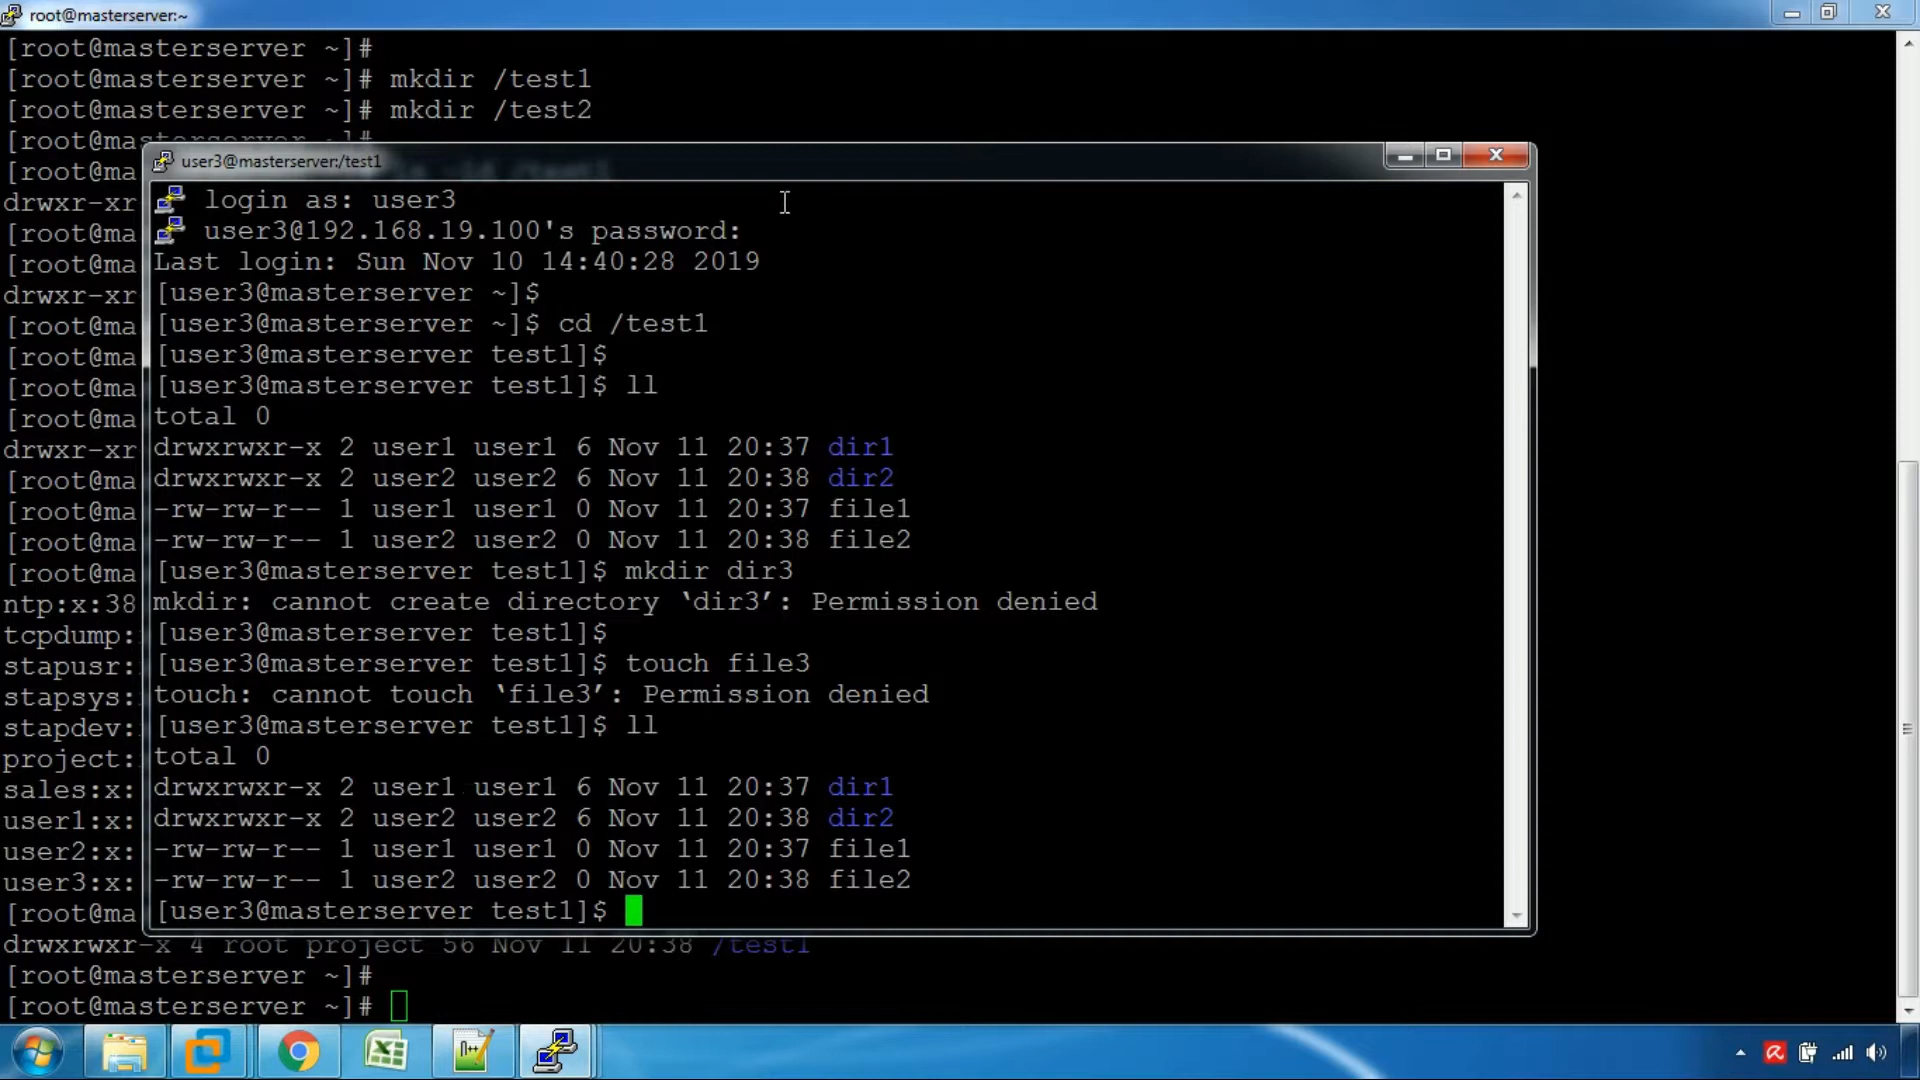 root@masterserver:~
[root@masterserver ~]#
[root@masterserver ~]# mkdir /test1
[root@masterserver ~]# mkdir /test2
[root@masterserver ~]#
[root@ma
drwxr-xr
[root@ma
[root@ma
drwxr-xr
[root@ma
[root@ma
[root@ma
[root@ma
drwxr-xr
[root@ma
[root@ma
[root@ma
[root@ma
ntp:x:38
tcpdump:
stapusr:
stapsys:
stapdev:
project:
sales:x:
user1:x:
user2:x:
user3:x:
[root@ma
user3@masterserver:/test1
login as: user3
user3@192.168.19.100's password:
Last login: Sun Nov 10 14:40:28 2019
[user3@masterserver ~]$
[user3@masterserver ~]$ cd /test1
[user3@masterserver test1]$
[user3@masterserver test1]$ ll
total 0
drwxrwxr-x 2 user1 user1 6 Nov 11 20:37 dir1
drwxrwxr-x 2 user2 user2 6 Nov 11 20:38 dir2
-rw-rw-r-- 1 user1 user1 0 Nov 11 20:37 file1
-rw-rw-r-- 1 user2 user2 0 Nov 11 20:38 file2
[user3@masterserver test1]$ mkdir dir3
mkdir: cannot create directory ‘dir3’: Permission denied
[user3@masterserver test1]$
[user3@masterserver test1]$ touch file3
touch: cannot touch ‘file3’: Permission denied
[user3@masterserver test1]$ ll
total 0
drwxrwxr-x 2 user1 user1 6 Nov 11 20:37 dir1
drwxrwxr-x 2 user2 user2 6 Nov 11 20:38 dir2
-rw-rw-r-- 1 user1 user1 0 Nov 11 20:37 file1
-rw-rw-r-- 1 user2 user2 0 Nov 11 20:38 file2
[user3@masterserver test1]$
drwxrwxr-x 4 root project 56 Nov 11 20:38 /test1
[root@masterserver ~]#
[root@masterserver ~]#